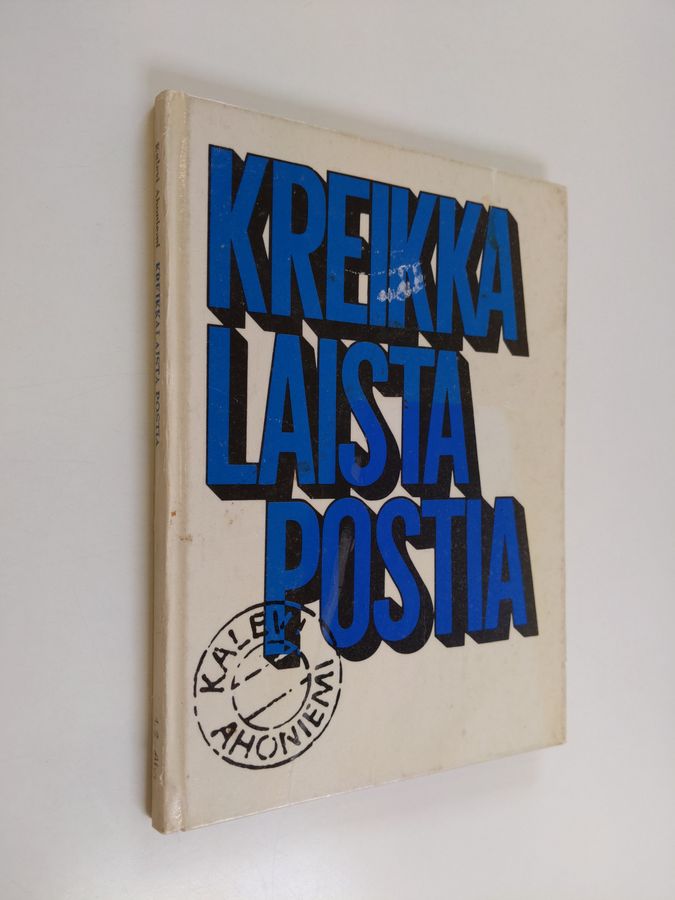 KREIKKA
LAISTA
POSTIA
KALEVI
AHONIEMI
Kalevi Ahoniemi KREIKKALAISTA POSTIA